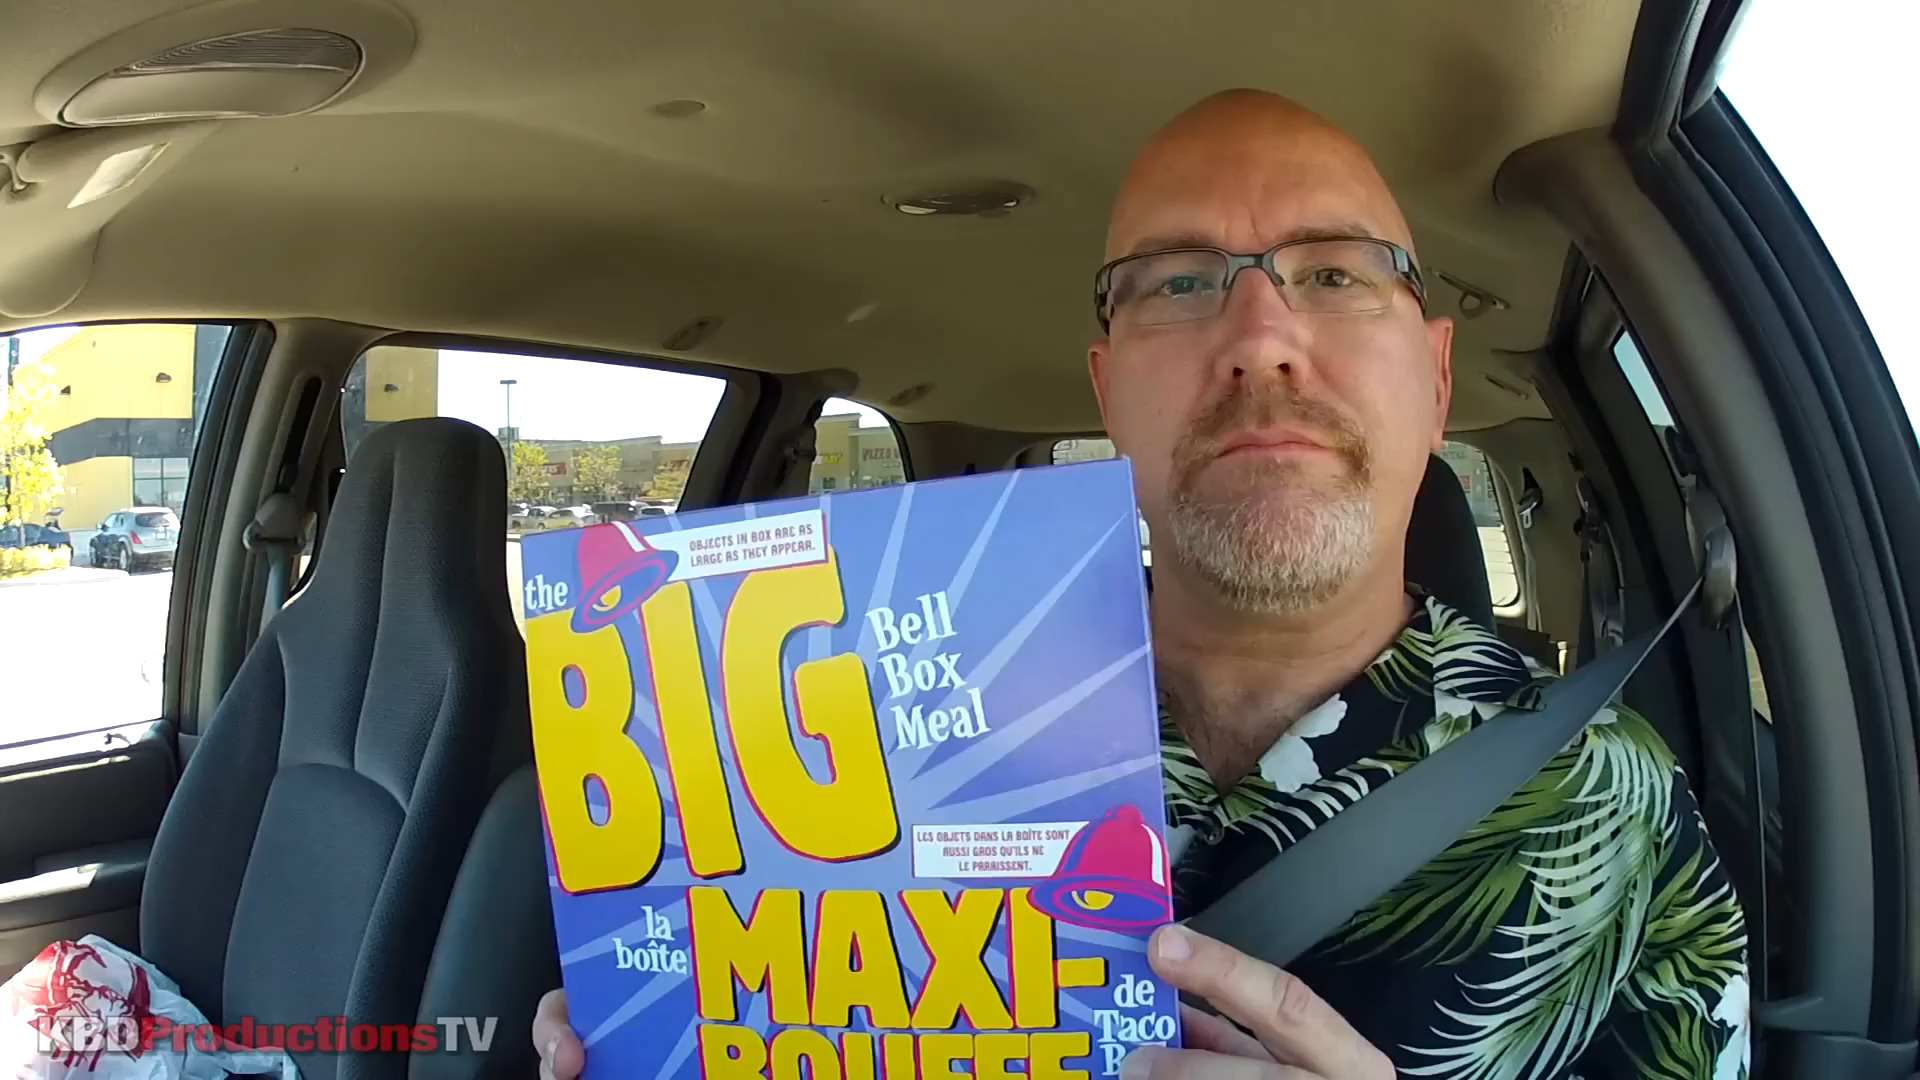 OBJECTS IN BOX ARE AS
LARGE AS THEY APPEAR.
the
BIG
Bell
Box
Meal
LES OBJETS DANS LA BOÎTE SONT
AUSSI GROS QU'ILS NE
LE PARAISSENT.
la
boîte
MAXI-
BOUFFE
de
Taco
KBDProductionsTV